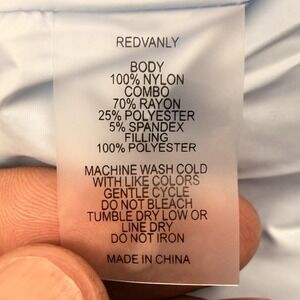 REDVANLY
BODY
100% NYLON
COMBO
70% RAYON
25% POLYESTER
5% SPANDEX
FILLING
100% POLYESTER
MACHINE WASH COLD
WITH LIKE COLORS
GENTLE CYCLE
DO NOT BLEACH
TUMBLE DRY LOW OR
LINE DRY
DO NOT IRON
MADE IN CHINA